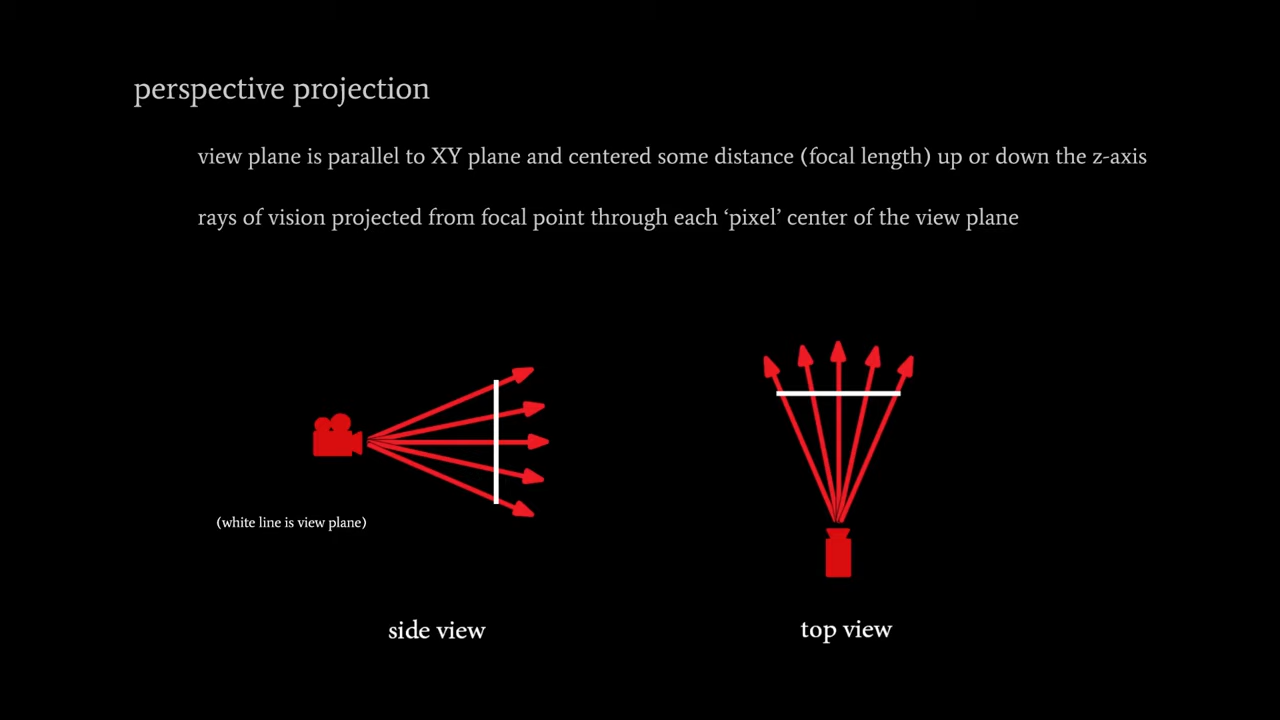 perspective projection
view plane is parallel to XY plane and centered some distance (focal length) up or down the z-axis
rays of vision projected from focal point through each ‘pixel’ center of the view plane
(white line is view plane)
side view
top view